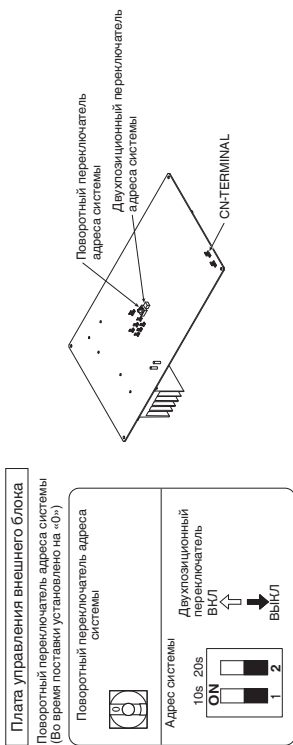 Плата управления внешнего блока
Поворотный переключатель адреса системы
(Во время поставки установлено на «0»)
Поворотный переключатель адреса
системы
0
Адрес системы
10s 20s
ON
1 2
Двухпозиционный
переключатель
ВКЛ
ВЫКЛ
Поворотный переключатель
адреса системы
Двухпозиционный переключатель
адреса системы
CN-TERMINAL